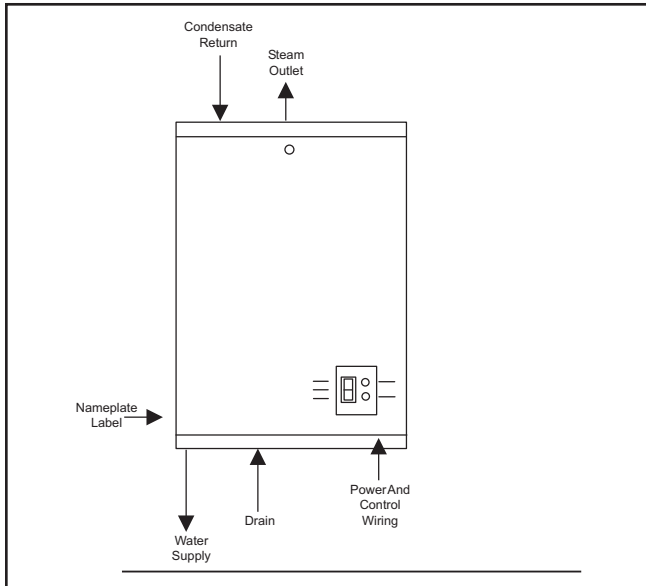 Condensate
Return
Steam
Outlet
Nameplate
Label
Water
Supply
Drain
PowerAnd
Control
Wiring